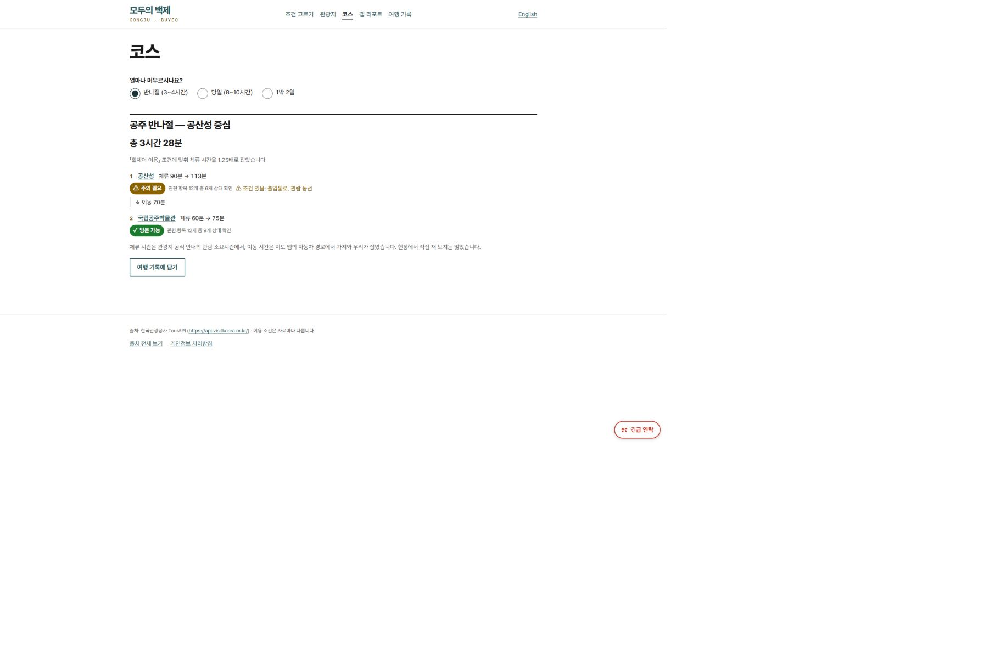 모두의 백제
GONGJU · BUYEO
조건 고르기 관광지 코스 갭 리포트 여행 기록
English
코스
얼마나 머무르시나요?
반나절 (3~4시간) 당일 (8~10시간) 1박 2일
공주 반나절 — 공산성 중심
총 3시간 28분
「휠체어 이용」 조건에 맞춰 체류 시간을 1.25배로 잡았습니다
1 공산성 체류 90분 → 113분
⚠ 주의 필요 관련 항목 12개 중 6개 상태 확인 ⚠ 조건 있음: 출입통로, 관람 동선
↓ 이동 20분
2 국립공주박물관 체류 60분 → 75분
✓ 방문 가능 관련 항목 12개 중 9개 상태 확인
체류 시간은 관광지 공식 안내의 관람 소요시간에서, 이동 시간은 지도 앱의 자동차 경로에서 가져와 우리가 잡았습니다. 현장에서 직접 재 보지는 않았습니다.
여행 기록에 담기
출처: 한국관광공사 TourAPI (https://api.visitkorea.or.kr/) · 이용 조건은 자료마다 다릅니다
출처 전체 보기 개인정보 처리방침
☎ 긴급 연락